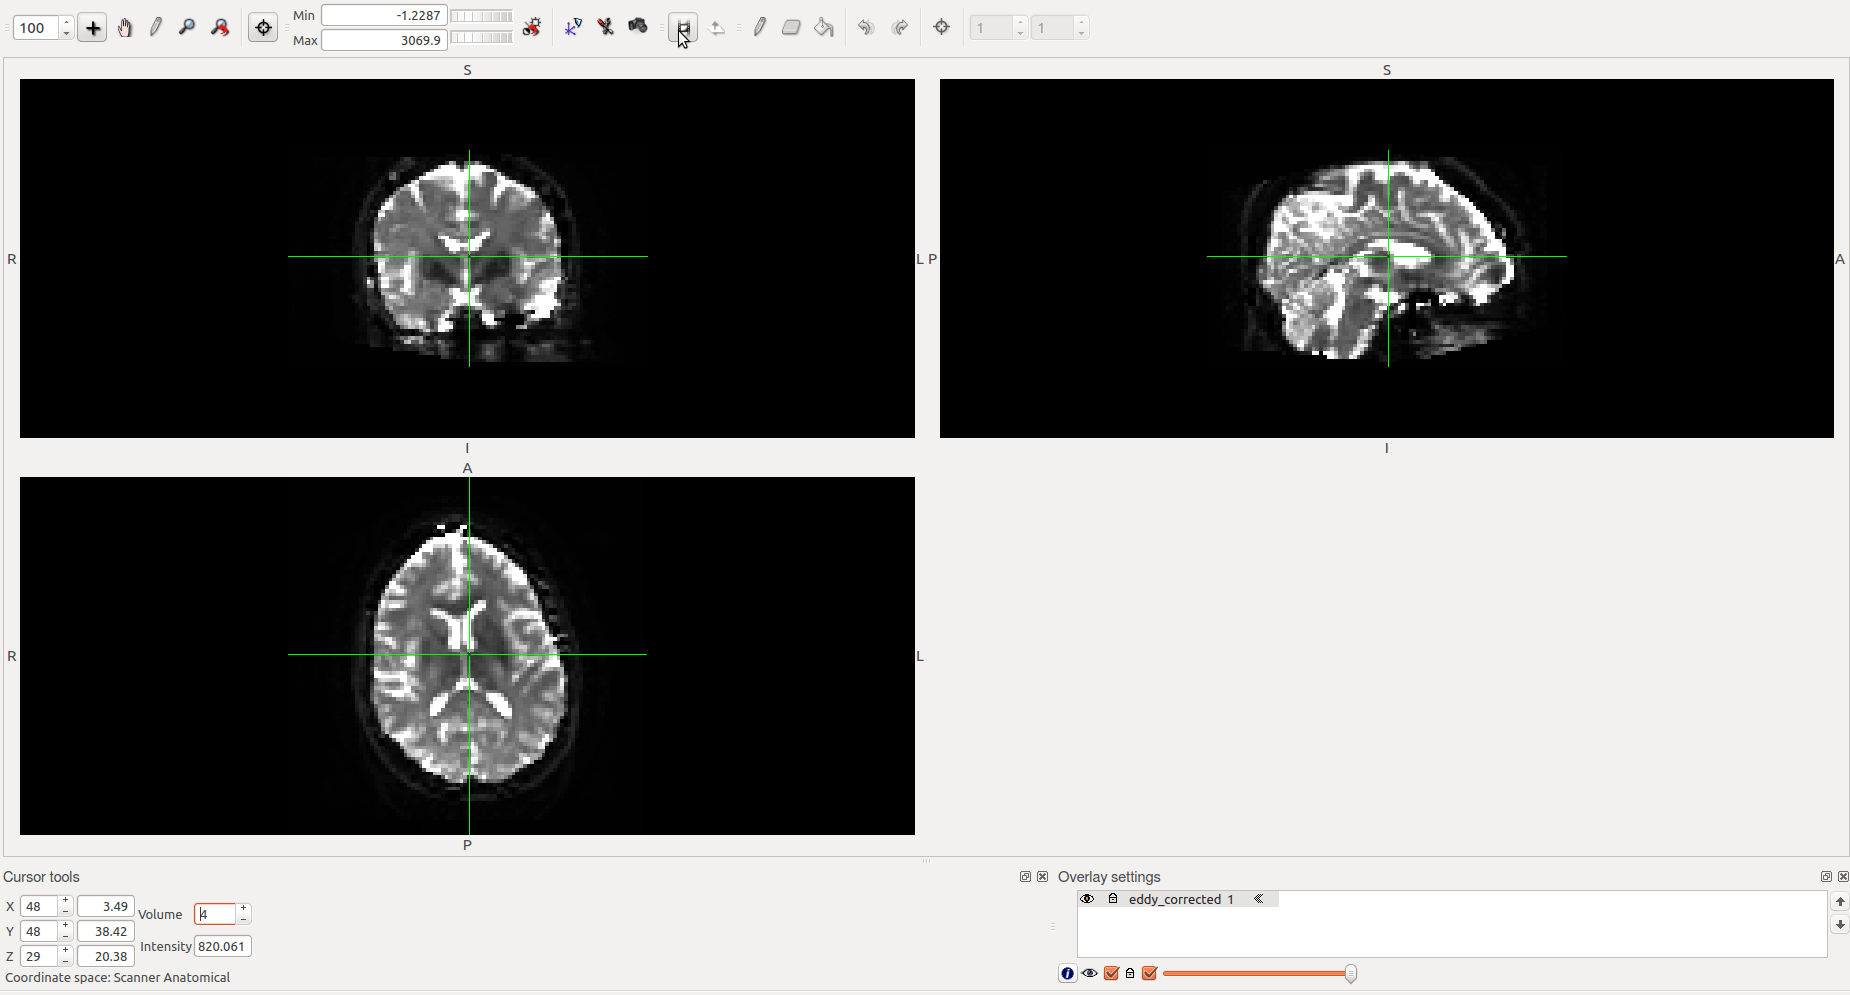 100
Min
-1.2287
Max
3069.9
1
1
S
S
R
L
P
A
I
I
A
R
L
P
Cursor tools
Overlay settings
X 48 3.49
Volume 4
Y 48 38.42
Intensity 820.061
Z 29 20.38
Coordinate space: Scanner Anatomical
eddy_corrected 1